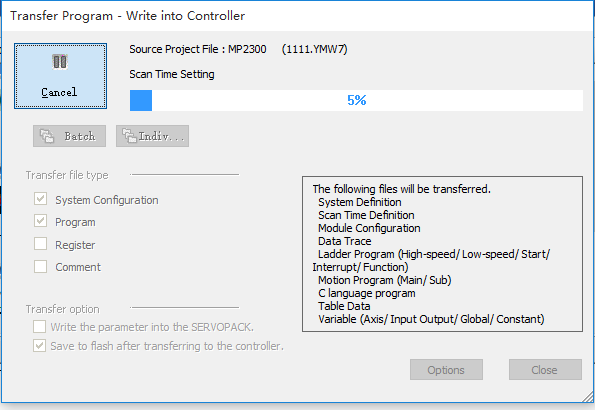 Transfer Program - Write into Controller
Cancel
Source Project File : MP2300 (1111.YMW7)
Scan Time Setting
5%
Batch
Indiv...
Transfer file type
System Configuration
Program
Register
Comment
Transfer option
Write the parameter into the SERVOPACK.
Save to flash after transferring to the controller.
The following files will be transferred.
System Definition
Scan Time Definition
Module Configuration
Data Trace
Ladder Program (High-speed/ Low-speed/ Start/
Interrupt/ Function)
Motion Program (Main/ Sub)
C language program
Table Data
Variable (Axis/ Input Output/ Global/ Constant)
Options
Close